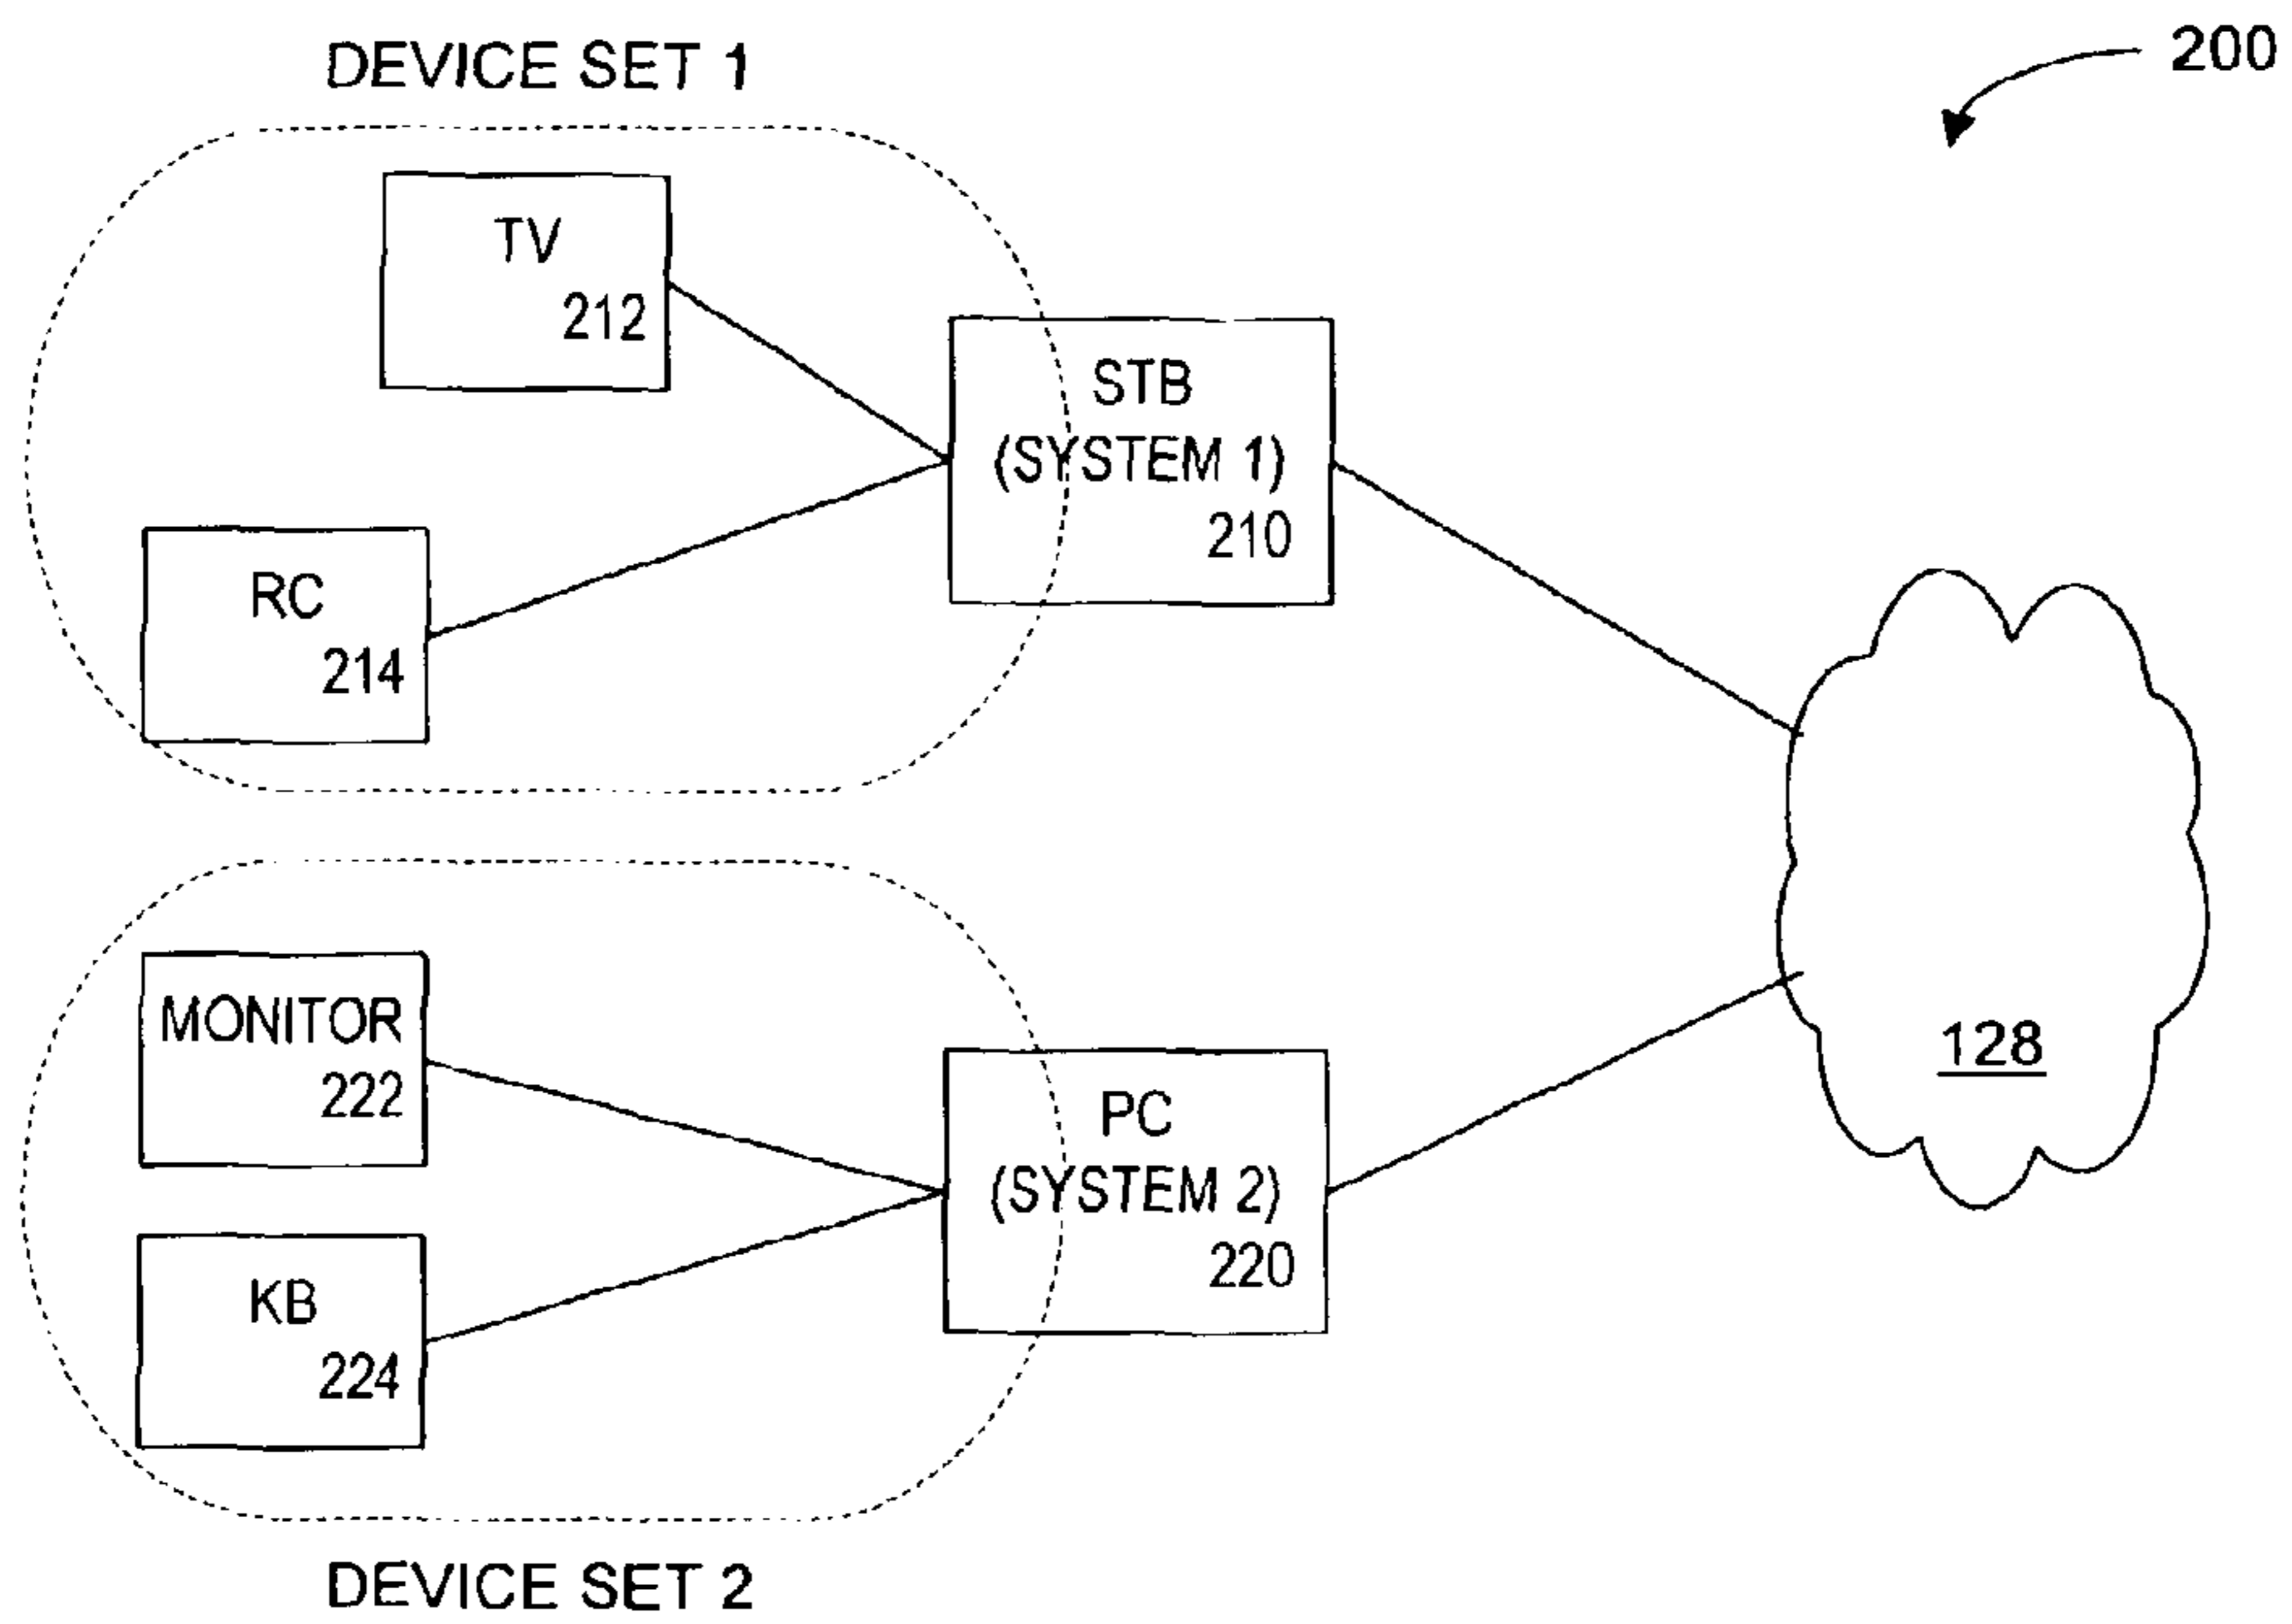 DEVICE SET 1
200
TV
212
STB
(SYSTEM 1)
210
RC
214
MONITOR
222
128
PC
(SYSTEM 2)
220
KB
224
DEVICE SET 2